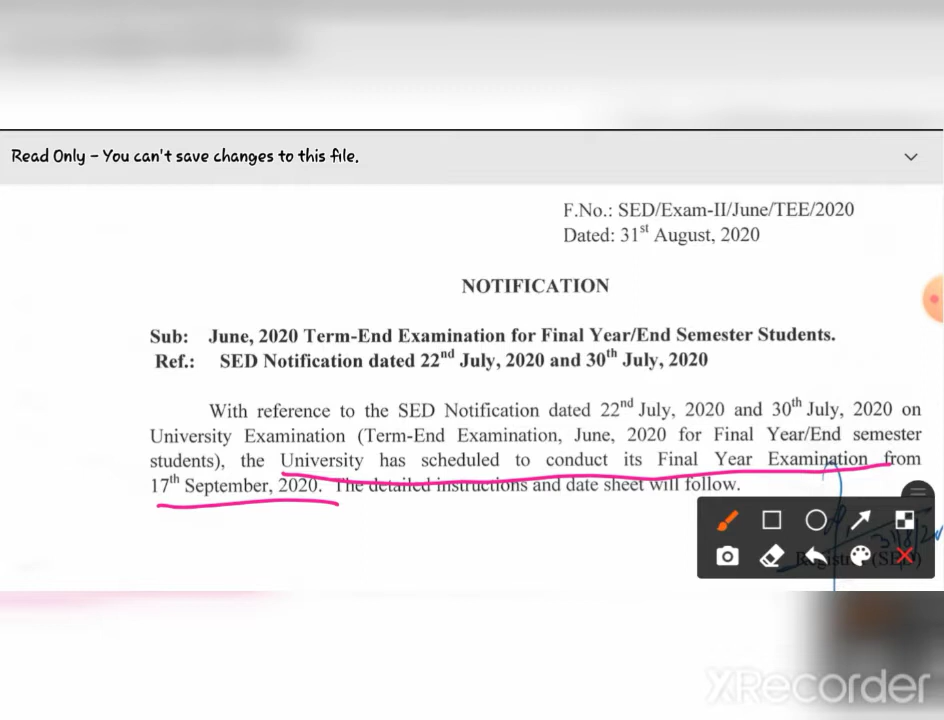 Read Only – You can't save changes to this file.
F.No.: SED/Exam-II/June/TEE/2020
Dated: 31st August, 2020
NOTIFICATION
Sub: June, 2020 Term-End Examination for Final Year/End Semester Students.
Ref.: SED Notification dated 22nd July, 2020 and 30th July, 2020
With reference to the SED Notification dated 22nd July, 2020 and 30th July, 2020 on
University Examination (Term-End Examination, June, 2020 for Final Year/End semester
students), the University has scheduled to conduct its Final Year Examination from
17th September, 2020. The detailed instructions and date sheet will follow.
(SED)
XRecorder